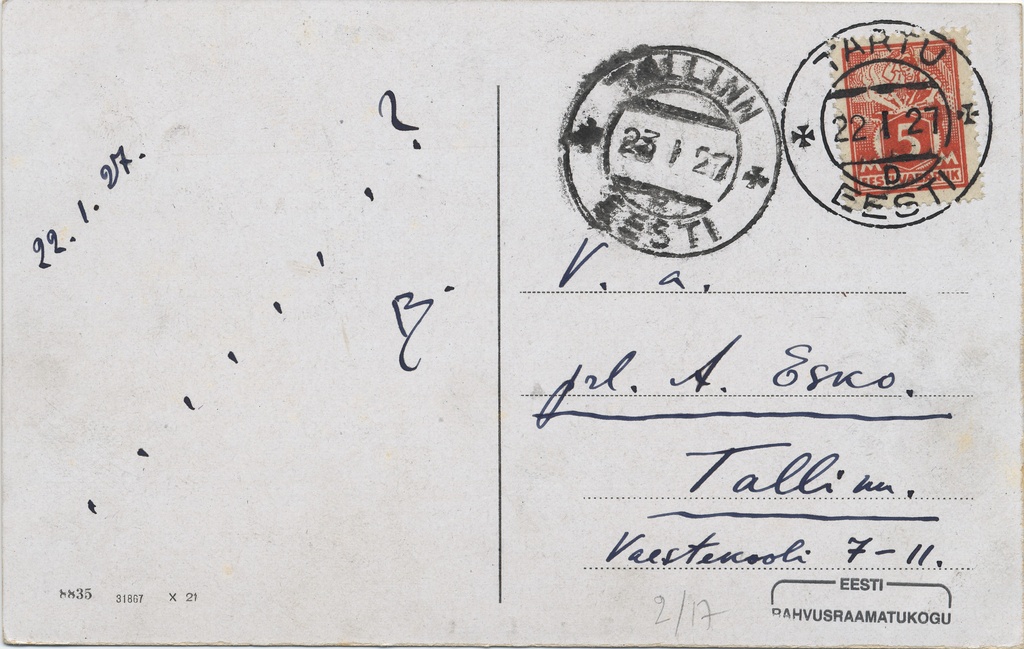 22. 1. 27.
?
B.
8835 31867 X 21
TALLINN
23 I 27
EESTI
TARTU
22 I 27
D
EESTI
5
M M
V. a.
prl. A. Esko.
Tallinn.
Vaestekooli 7-11.
2/17
EESTI
RAHVUSRAAMATUKOGU